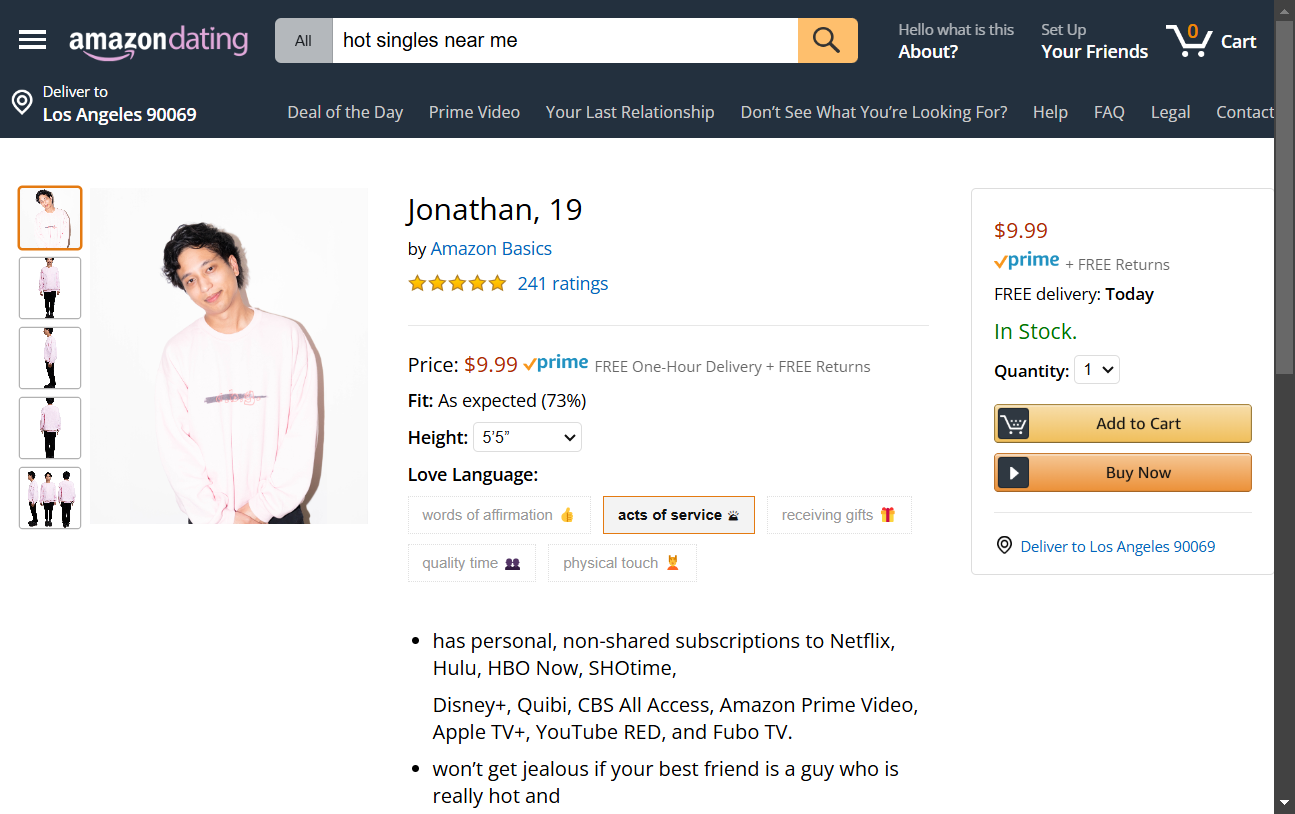 amazondating
All
hot singles near me
Hello what is this
About?
Set Up
Your Friends
0
Cart
Deliver to
Los Angeles 90069
Deal of the Day
Prime Video
Your Last Relationship
Don’t See What You’re Looking For?
Help
FAQ
Legal
Contact
Jonathan, 19
by Amazon Basics
241 ratings
Price: $9.99 prime FREE One-Hour Delivery + FREE Returns
Fit: As expected (73%)
Height: 5’5”
Love Language:
words of affirmation 👍
acts of service 🛎
receiving gifts 🎁
quality time 👥
physical touch 💆
• has personal, non-shared subscriptions to Netflix,
Hulu, HBO Now, SHOtime,
Disney+, Quibi, CBS All Access, Amazon Prime Video,
Apple TV+, YouTube RED, and Fubo TV.
• won’t get jealous if your best friend is a guy who is
really hot and
$9.99
prime + FREE Returns
FREE delivery: Today
In Stock.
Quantity: 1
Add to Cart
Buy Now
Deliver to Los Angeles 90069